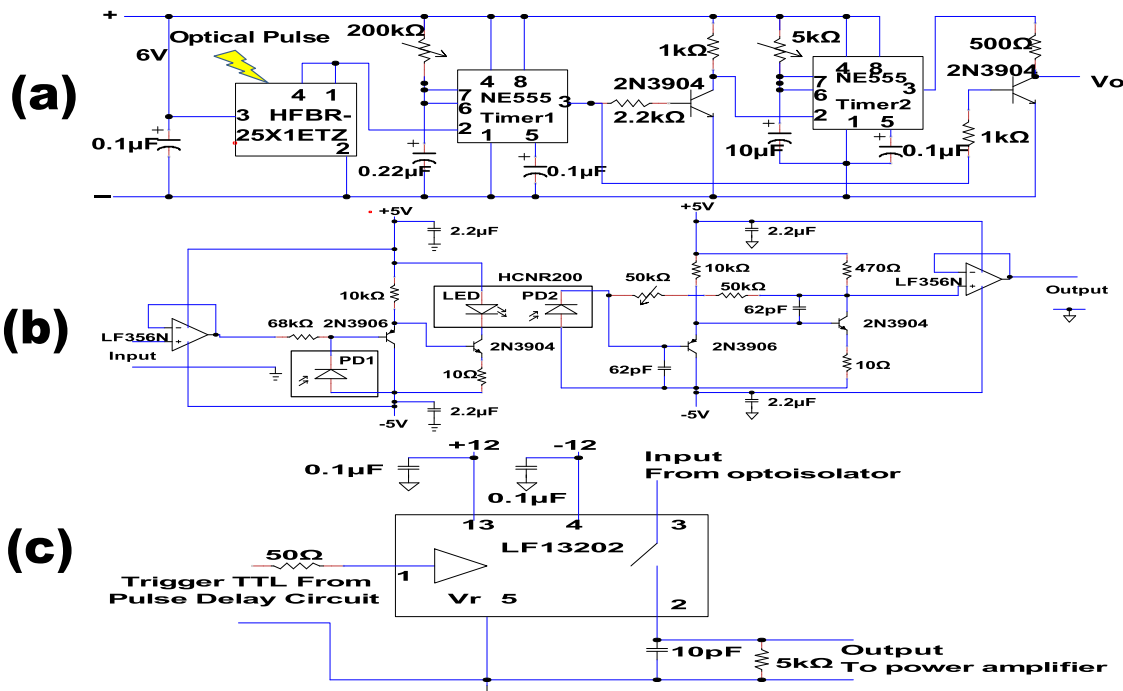 (a)
+
6V
Optical Pulse
0.1µF
3
4 1
HFBR-
25X1ETZ
2
200kΩ
0.22µF
7
6
2
4 8
NE555
Timer1
3
1 5
0.1µF
2.2kΩ
1kΩ
2N3904
5kΩ
10µF
7
6
2
4 8
NE555
3
Timer2
1 5
0.1µF
2N3904
500Ω
1kΩ
Vo
−
(b)
+5V
2.2µF
10kΩ
LF356N
Input
68kΩ
2N3906
PD1
2N3904
10Ω
-5V
2.2µF
HCNR200
LED
PD2
+5V
2.2µF
50kΩ
10kΩ
50kΩ
470Ω
62pF
LF356N
Output
2N3904
2N3906
62pF
10Ω
-5V
2.2µF
(c)
+12
-12
0.1µF
0.1µF
Input
From optoisolator
13 4 3
LF13202
50Ω
1
Trigger TTL From
Pulse Delay Circuit
Vr 5
2
10pF
5kΩ
Output
To power amplifier